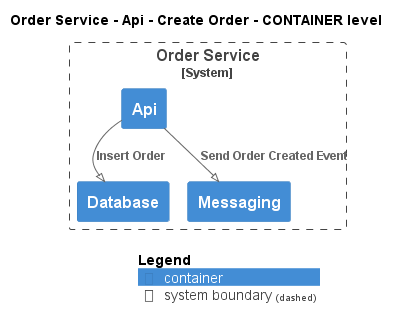 Order Service - Api - Create Order - CONTAINER level
Order Service
[System]
Api
Insert Order
Send Order Created Event
Database
Messaging
Legend
container
system boundary (dashed)